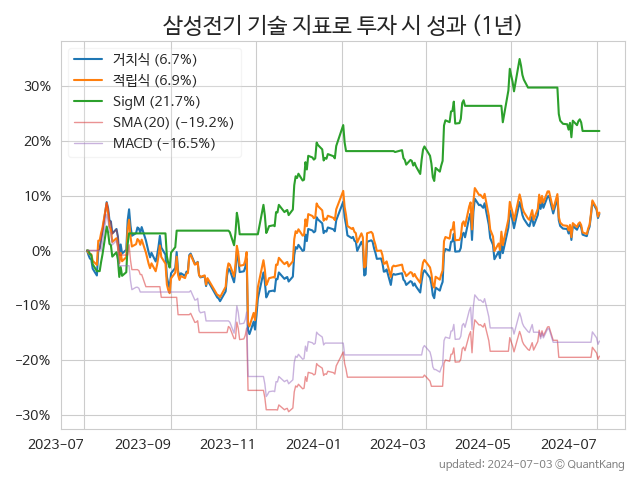 삼성전기 기술 지표로 투자 시 성과 (1년)
거치식 (6.7%)
적립식 (6.9%)
SigM (21.7%)
SMA(20) (−19.2%)
MACD (−16.5%)
30%
20%
10%
0%
−10%
−20%
−30%
2023-07 2023-09 2023-11 2024-01 2024-03 2024-05 2024-07
updated: 2024-07-03 © QuantKang